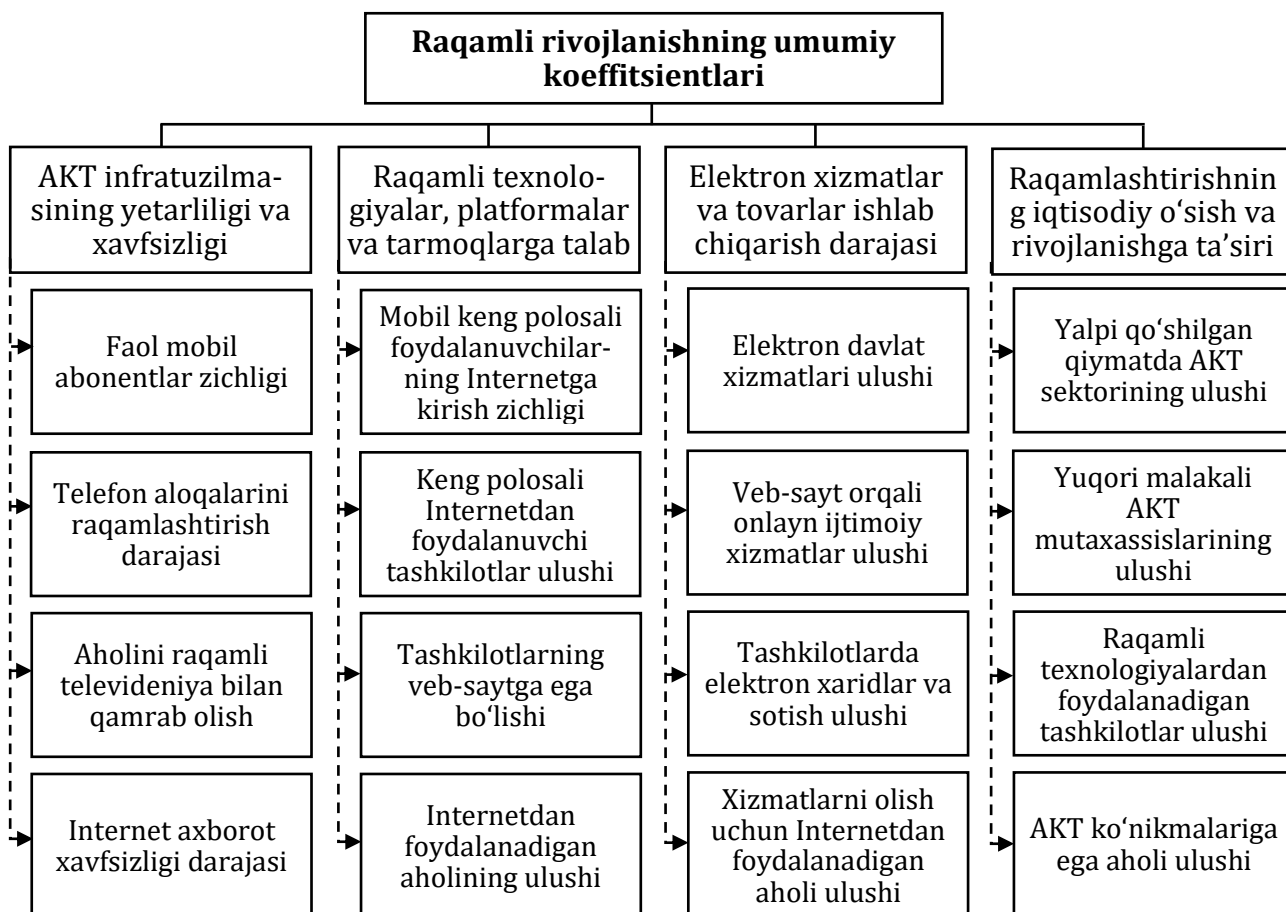 Raqamli rivojlanishning umumiy
koeffitsientlari
AKT infratuzilma-
sining yetarliligi va
xavfsizligi
Faol mobil
abonentlar zichligi
Telefon aloqalarini
raqamlashtirish
darajasi
Aholini raqamli
televideniya bilan
qamrab olish
Internet axborot
xavfsizligi darajasi
Raqamli texnolo-
giyalar, platformalar
va tarmoqlarga talab
Mobil keng polosali
foydalanuvchilar-
ning Internetga
kirish zichligi
Keng polosali
Internetdan
foydalanuvchi
tashkilotlar ulushi
Tashkilotlarning
veb-saytga ega
bo‘lishi
Internetdan
foydalanadigan
aholining ulushi
Elektron xizmatlar
va tovarlar ishlab
chiqarish darajasi
Elektron davlat
xizmatlari ulushi
Veb-sayt orqali
onlayn ijtimoiy
xizmatlar ulushi
Tashkilotlarda
elektron xaridlar va
sotish ulushi
Xizmatlarni olish
uchun Internetdan
foydalanadigan
aholi ulushi
Raqamlashtirishnin
g iqtisodiy o‘sish va
rivojlanishga ta’siri
Yalpi qo‘shilgan
qiymatda AKT
sektorining ulushi
Yuqori malakali
AKT
mutaxassislarining
ulushi
Raqamli
texnologiyalardan
foydalanadigan
tashkilotlar ulushi
AKT ko‘nikmalariga
ega aholi ulushi